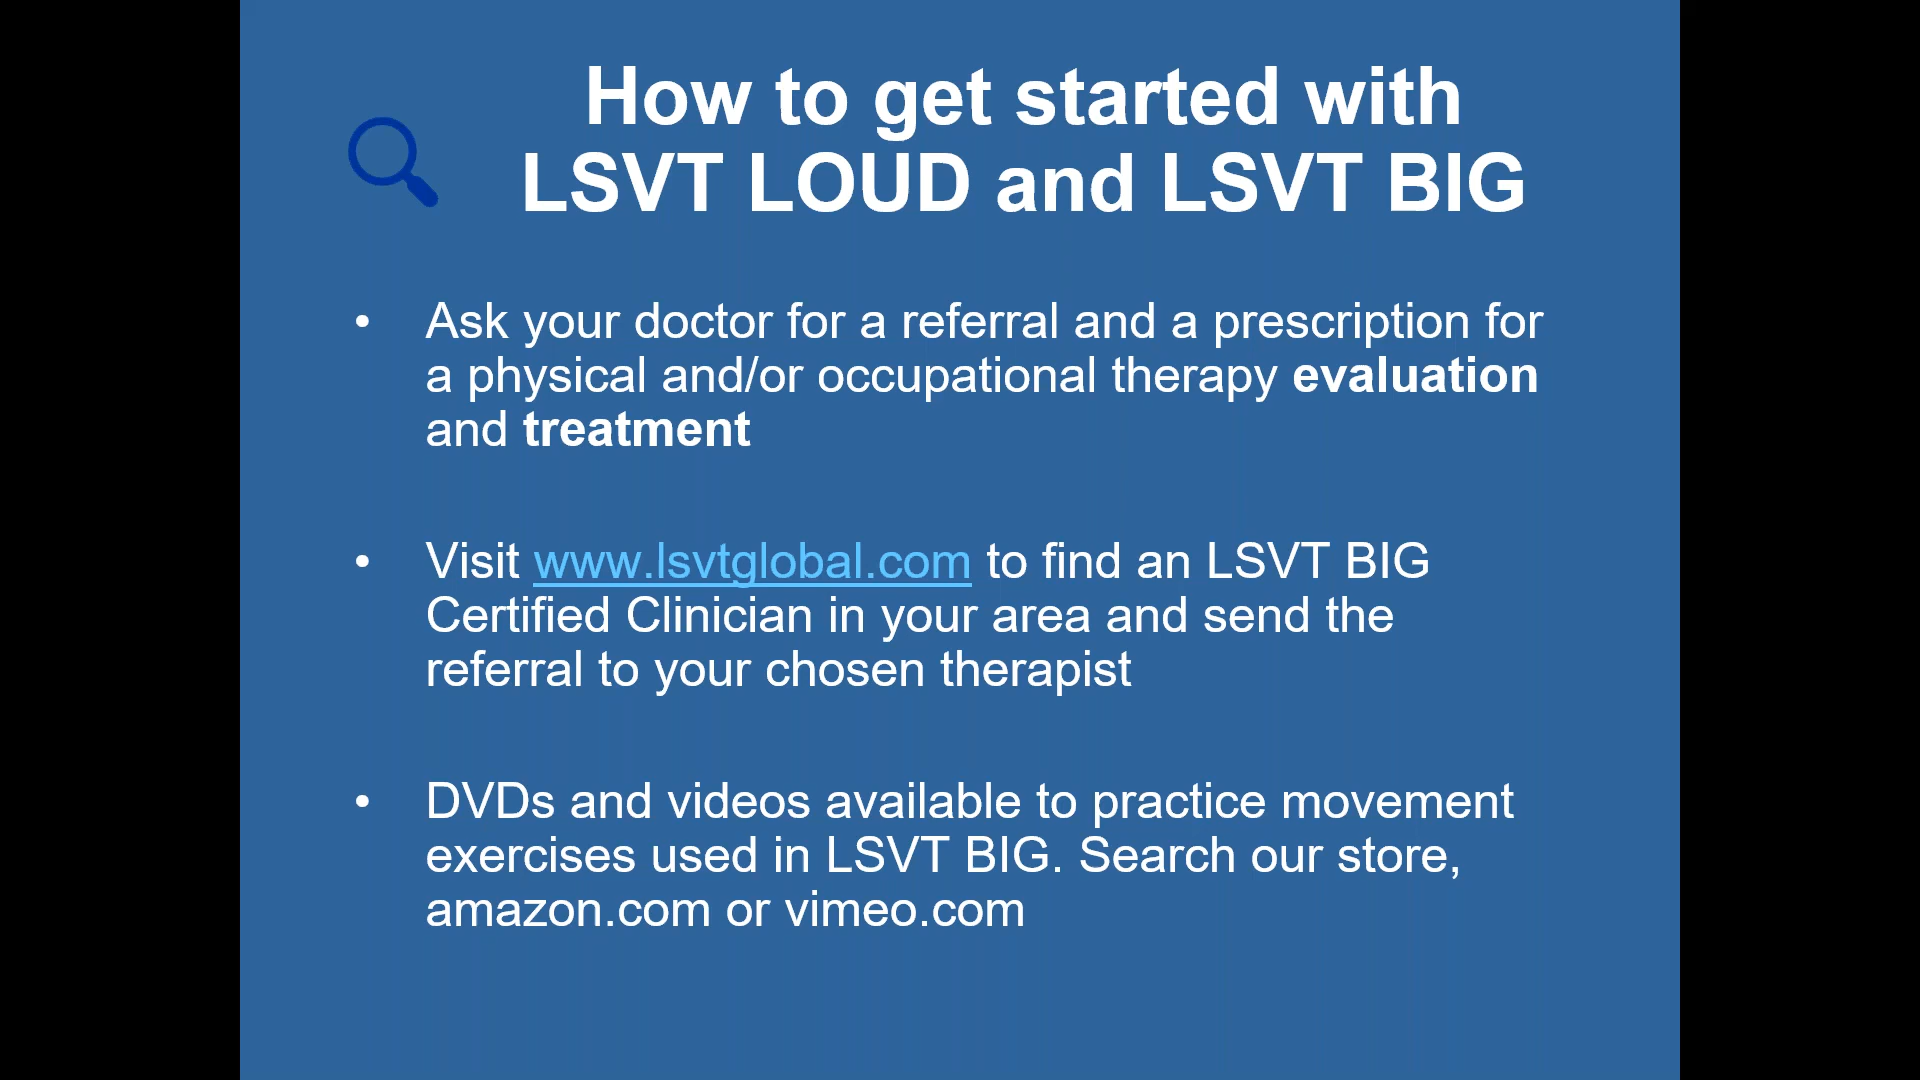 How to get started with
LSVT LOUD and LSVT BIG
• Ask your doctor for a referral and a prescription for
a physical and/or occupational therapy evaluation
and treatment
• Visit www.lsvtglobal.com to find an LSVT BIG
Certified Clinician in your area and send the
referral to your chosen therapist
• DVDs and videos available to practice movement
exercises used in LSVT BIG. Search our store,
amazon.com or vimeo.com